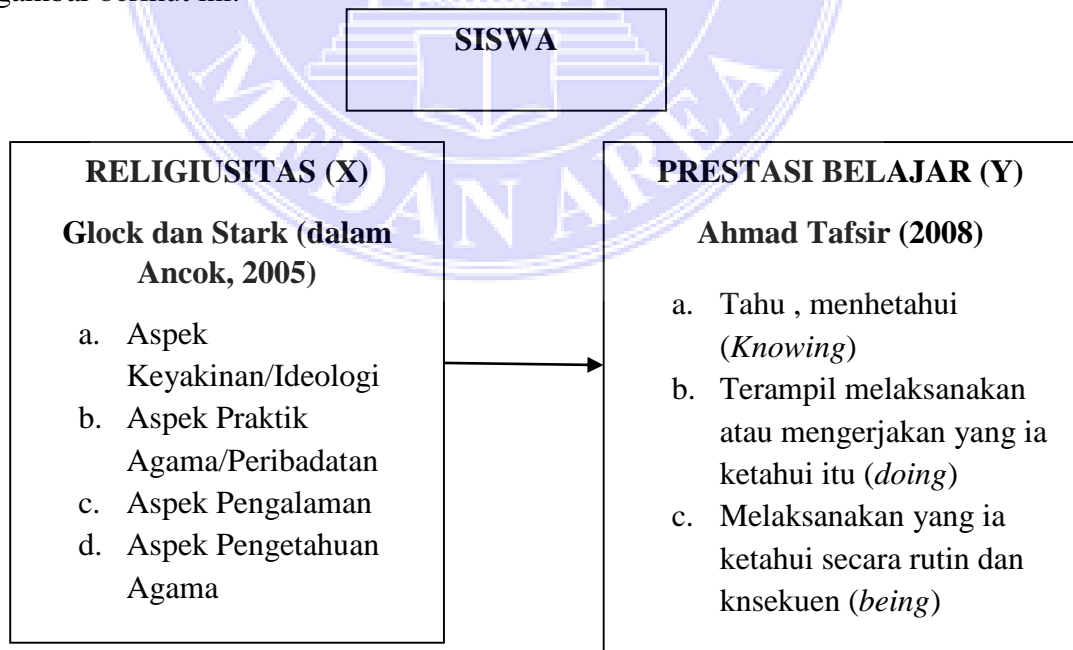 gambar berikut ini.
SISWA
RELIGIUSITAS (X)
Glock dan Stark (dalam
Ancok, 2005)
a. Aspek
Keyakinan/Ideologi
b. Aspek Praktik
Agama/Peribadatan
c. Aspek Pengalaman
d. Aspek Pengetahuan
Agama
PRESTASI BELAJAR (Y)
Ahmad Tafsir (2008)
a. Tahu , menhetahui
(Knowing)
b. Terampil melaksanakan
atau mengerjakan yang ia
ketahui itu (doing)
c. Melaksanakan yang ia
ketahui secara rutin dan
knsekuen (being)
MEDAN AREA